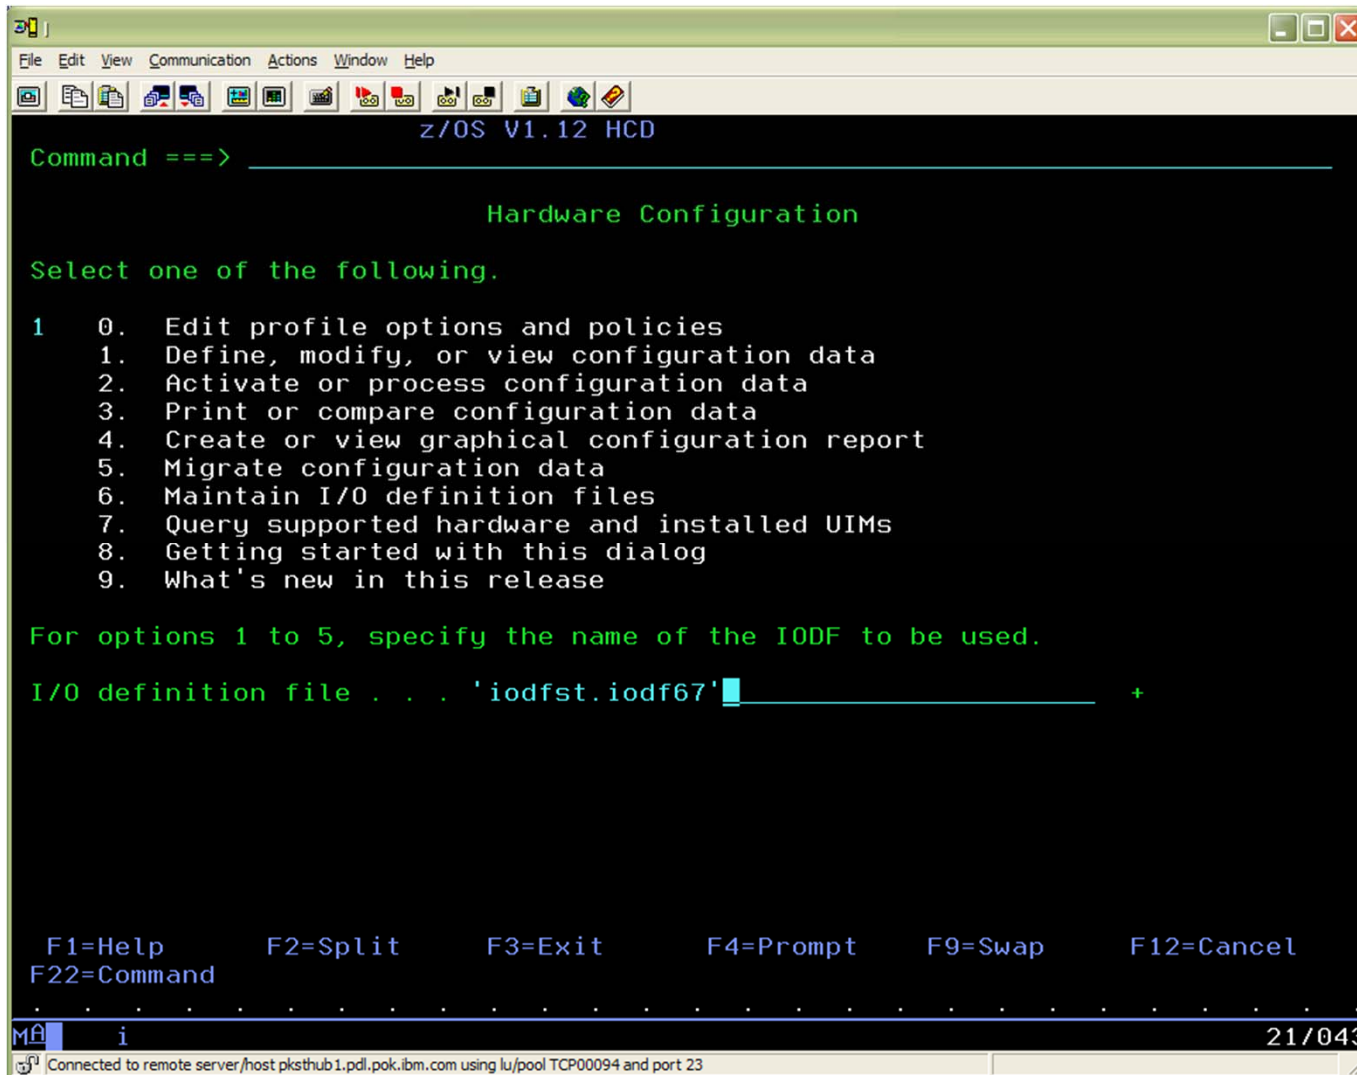 File Edit View Communication Actions Window Help
z/OS V1.12 HCD
Command ===>
Hardware Configuration
Select one of the following.
1 0. Edit profile options and policies
1. Define, modify, or view configuration data
2. Activate or process configuration data
3. Print or compare configuration data
4. Create or view graphical configuration report
5. Migrate configuration data
6. Maintain I/O definition files
7. Query supported hardware and installed UIMs
8. Getting started with this dialog
9. What's new in this release
For options 1 to 5, specify the name of the IODF to be used.
I/O definition file . . . 'iodfst.iodf67' +
F1=Help F2=Split F3=Exit F4=Prompt F9=Swap F12=Cancel
F22=Command
MA i 21/043
Connected to remote server/host pksthub1.pdl.pok.ibm.com using lu/pool TCP00094 and port 23